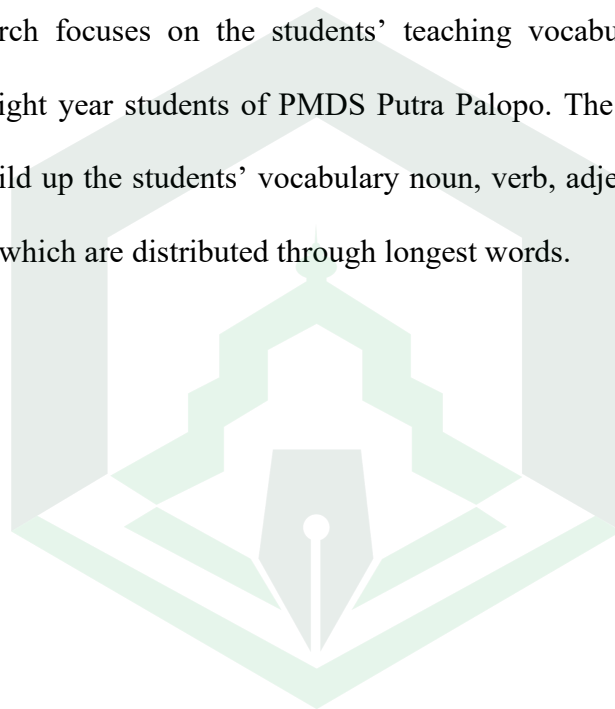 rch focuses on the students’ teaching vocabu
ight year students of PMDS Putra Palopo. The
ild up the students’ vocabulary noun, verb, adje
which are distributed through longest words.